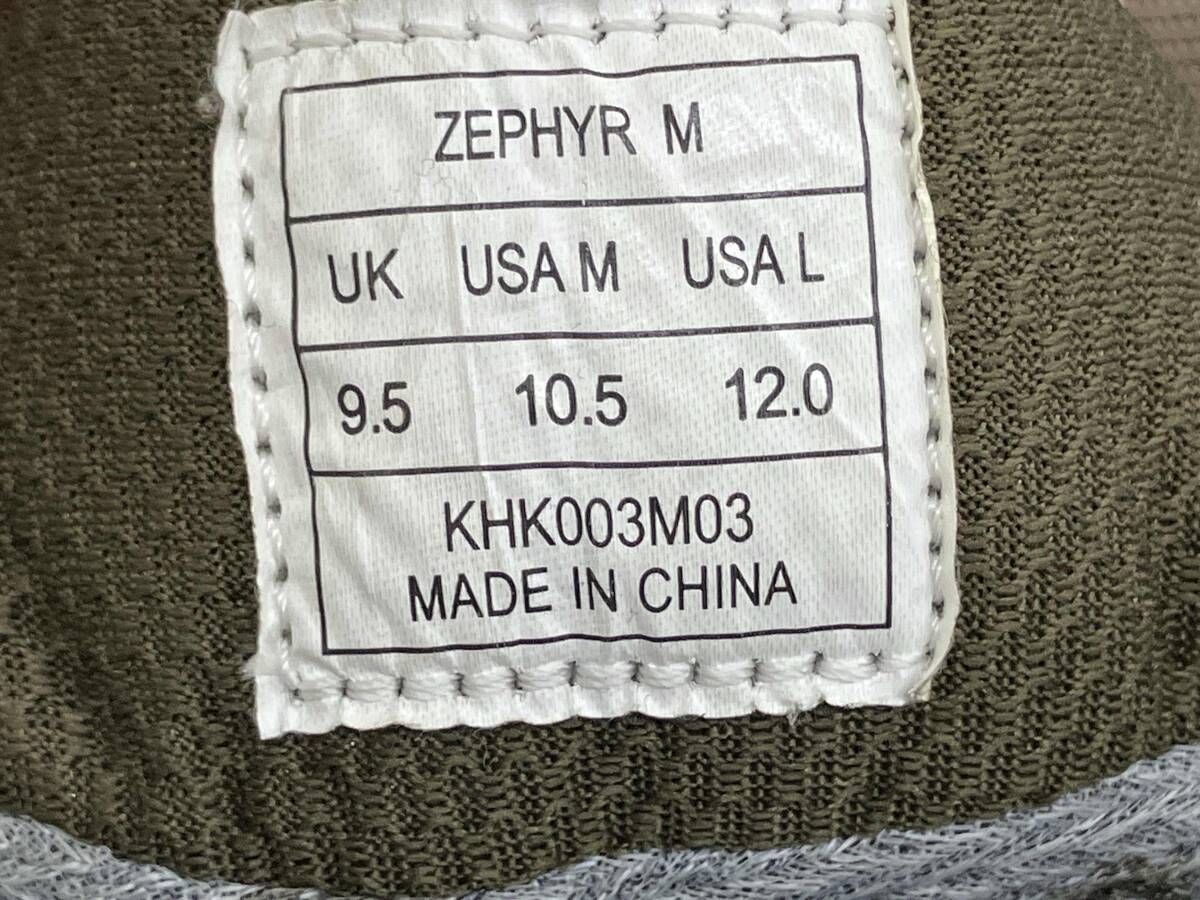 ZEPHYR M
UK USA M USA L
9.5 10.5 12.0
KHK003M03
MADE IN CHINA